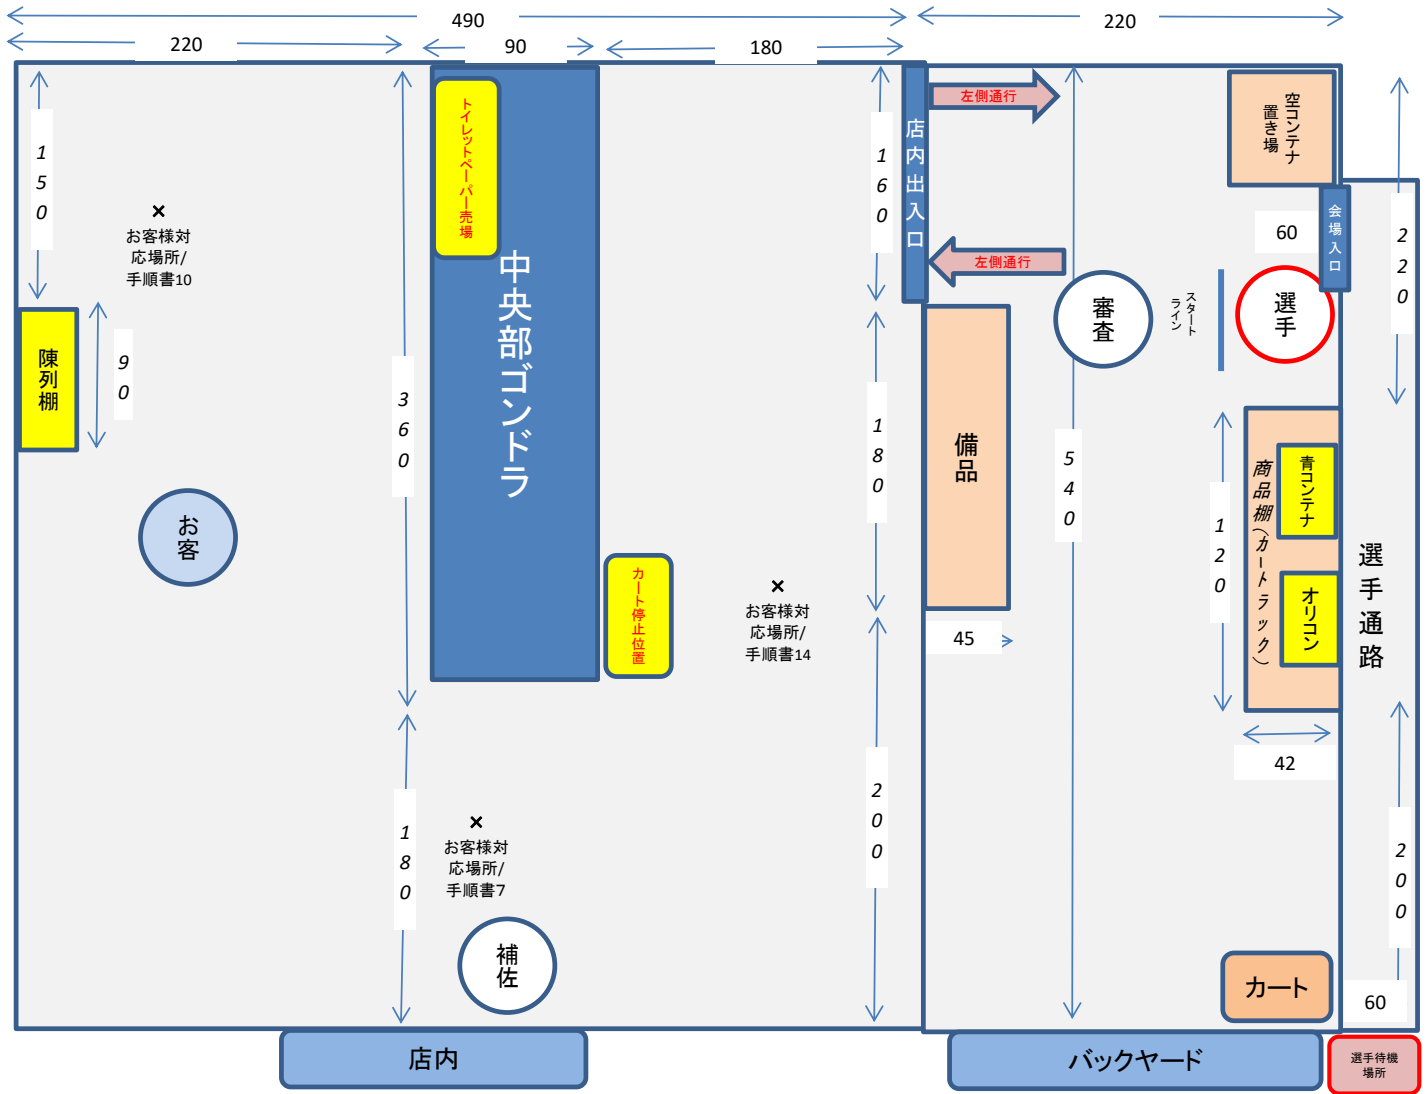 490
220
220
90
180
左側通行
空コンテナ
置き場
トイレットペーパー売場
店内出入口
150
160
お客様対
応場所/
手順書10
会場入口
60
220
中央部ゴンドラ
左側通行
審査
スタート
ライン
選手
陳列棚
90
360
180
備品
540
120
商品棚(カートラック)
青コンテナ
オリコン
選手通路
お客
カート停止位置
お客様対
応場所/
手順書14
45
42
180
200
200
お客様対
応場所/
手順書7
補佐
カート
60
店内
バックヤード
選手待機
場所